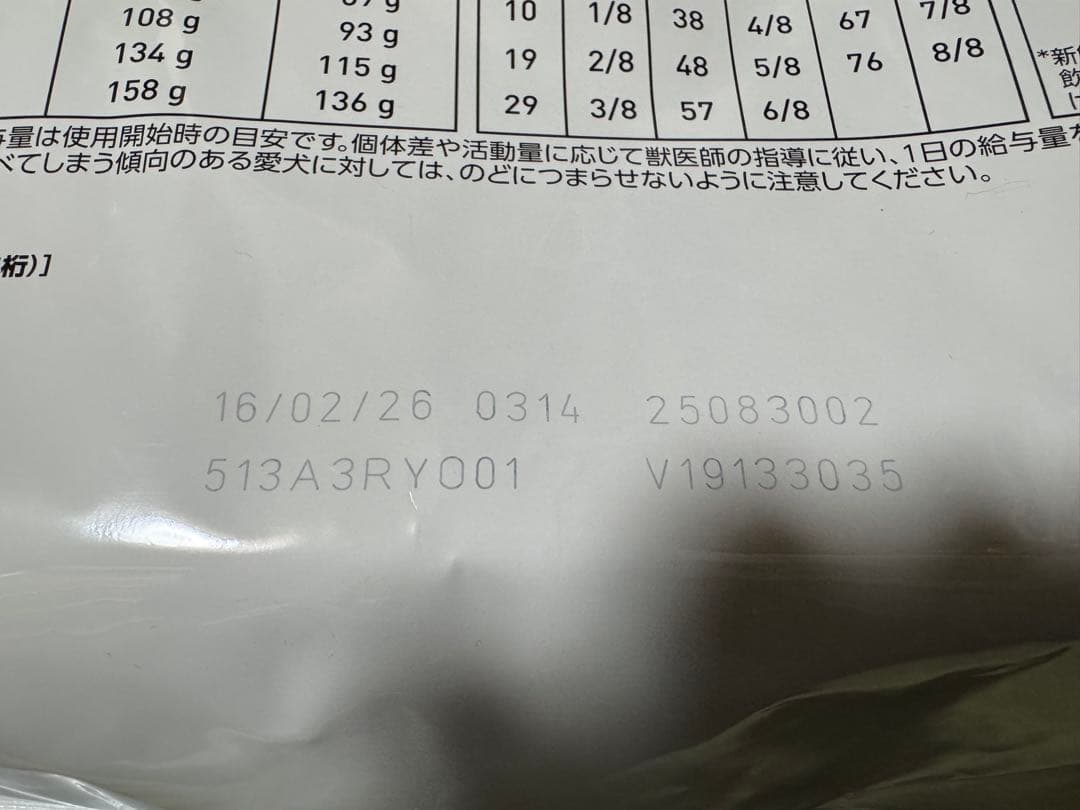 108 g 93 g 10 1/8 38 4/8 67 7/8
134 g 115 g 19 2/8 48 5/8 76 8/8
158 g 136 g 29 3/8 57 6/8
*新
飲
量は使用開始時の目安です。個体差や活動量に応じて獣医師の指導に従い、1日の給与量を
べてしまう傾向のある愛犬に対しては、のどにつまらせないように注意してください。
桁)]
16/02/26 0314 25083002
513A3RYO01 V19133035